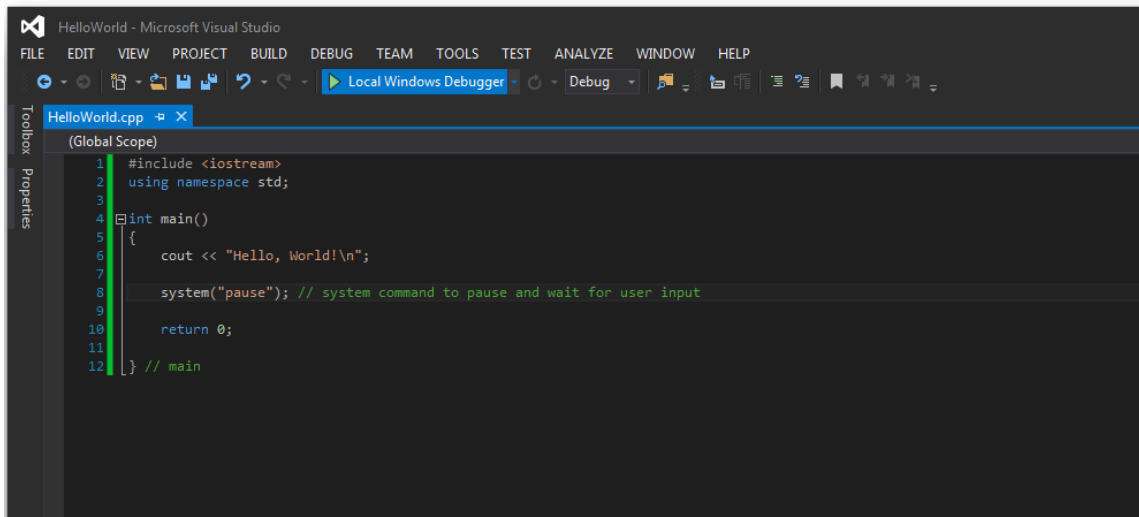 HelloWorld - Microsoft Visual Studio
FILE EDIT VIEW PROJECT BUILD DEBUG TEAM TOOLS TEST ANALYZE WINDOW HELP
Local Windows Debugger Debug
Toolbox
Properties
HelloWorld.cpp
(Global Scope)
1 #include <iostream>
2 using namespace std;
3
4 int main()
5 {
6 cout << "Hello, World!\n";
7
8 system("pause"); // system command to pause and wait for user input
9
10 return 0;
11
12 } // main